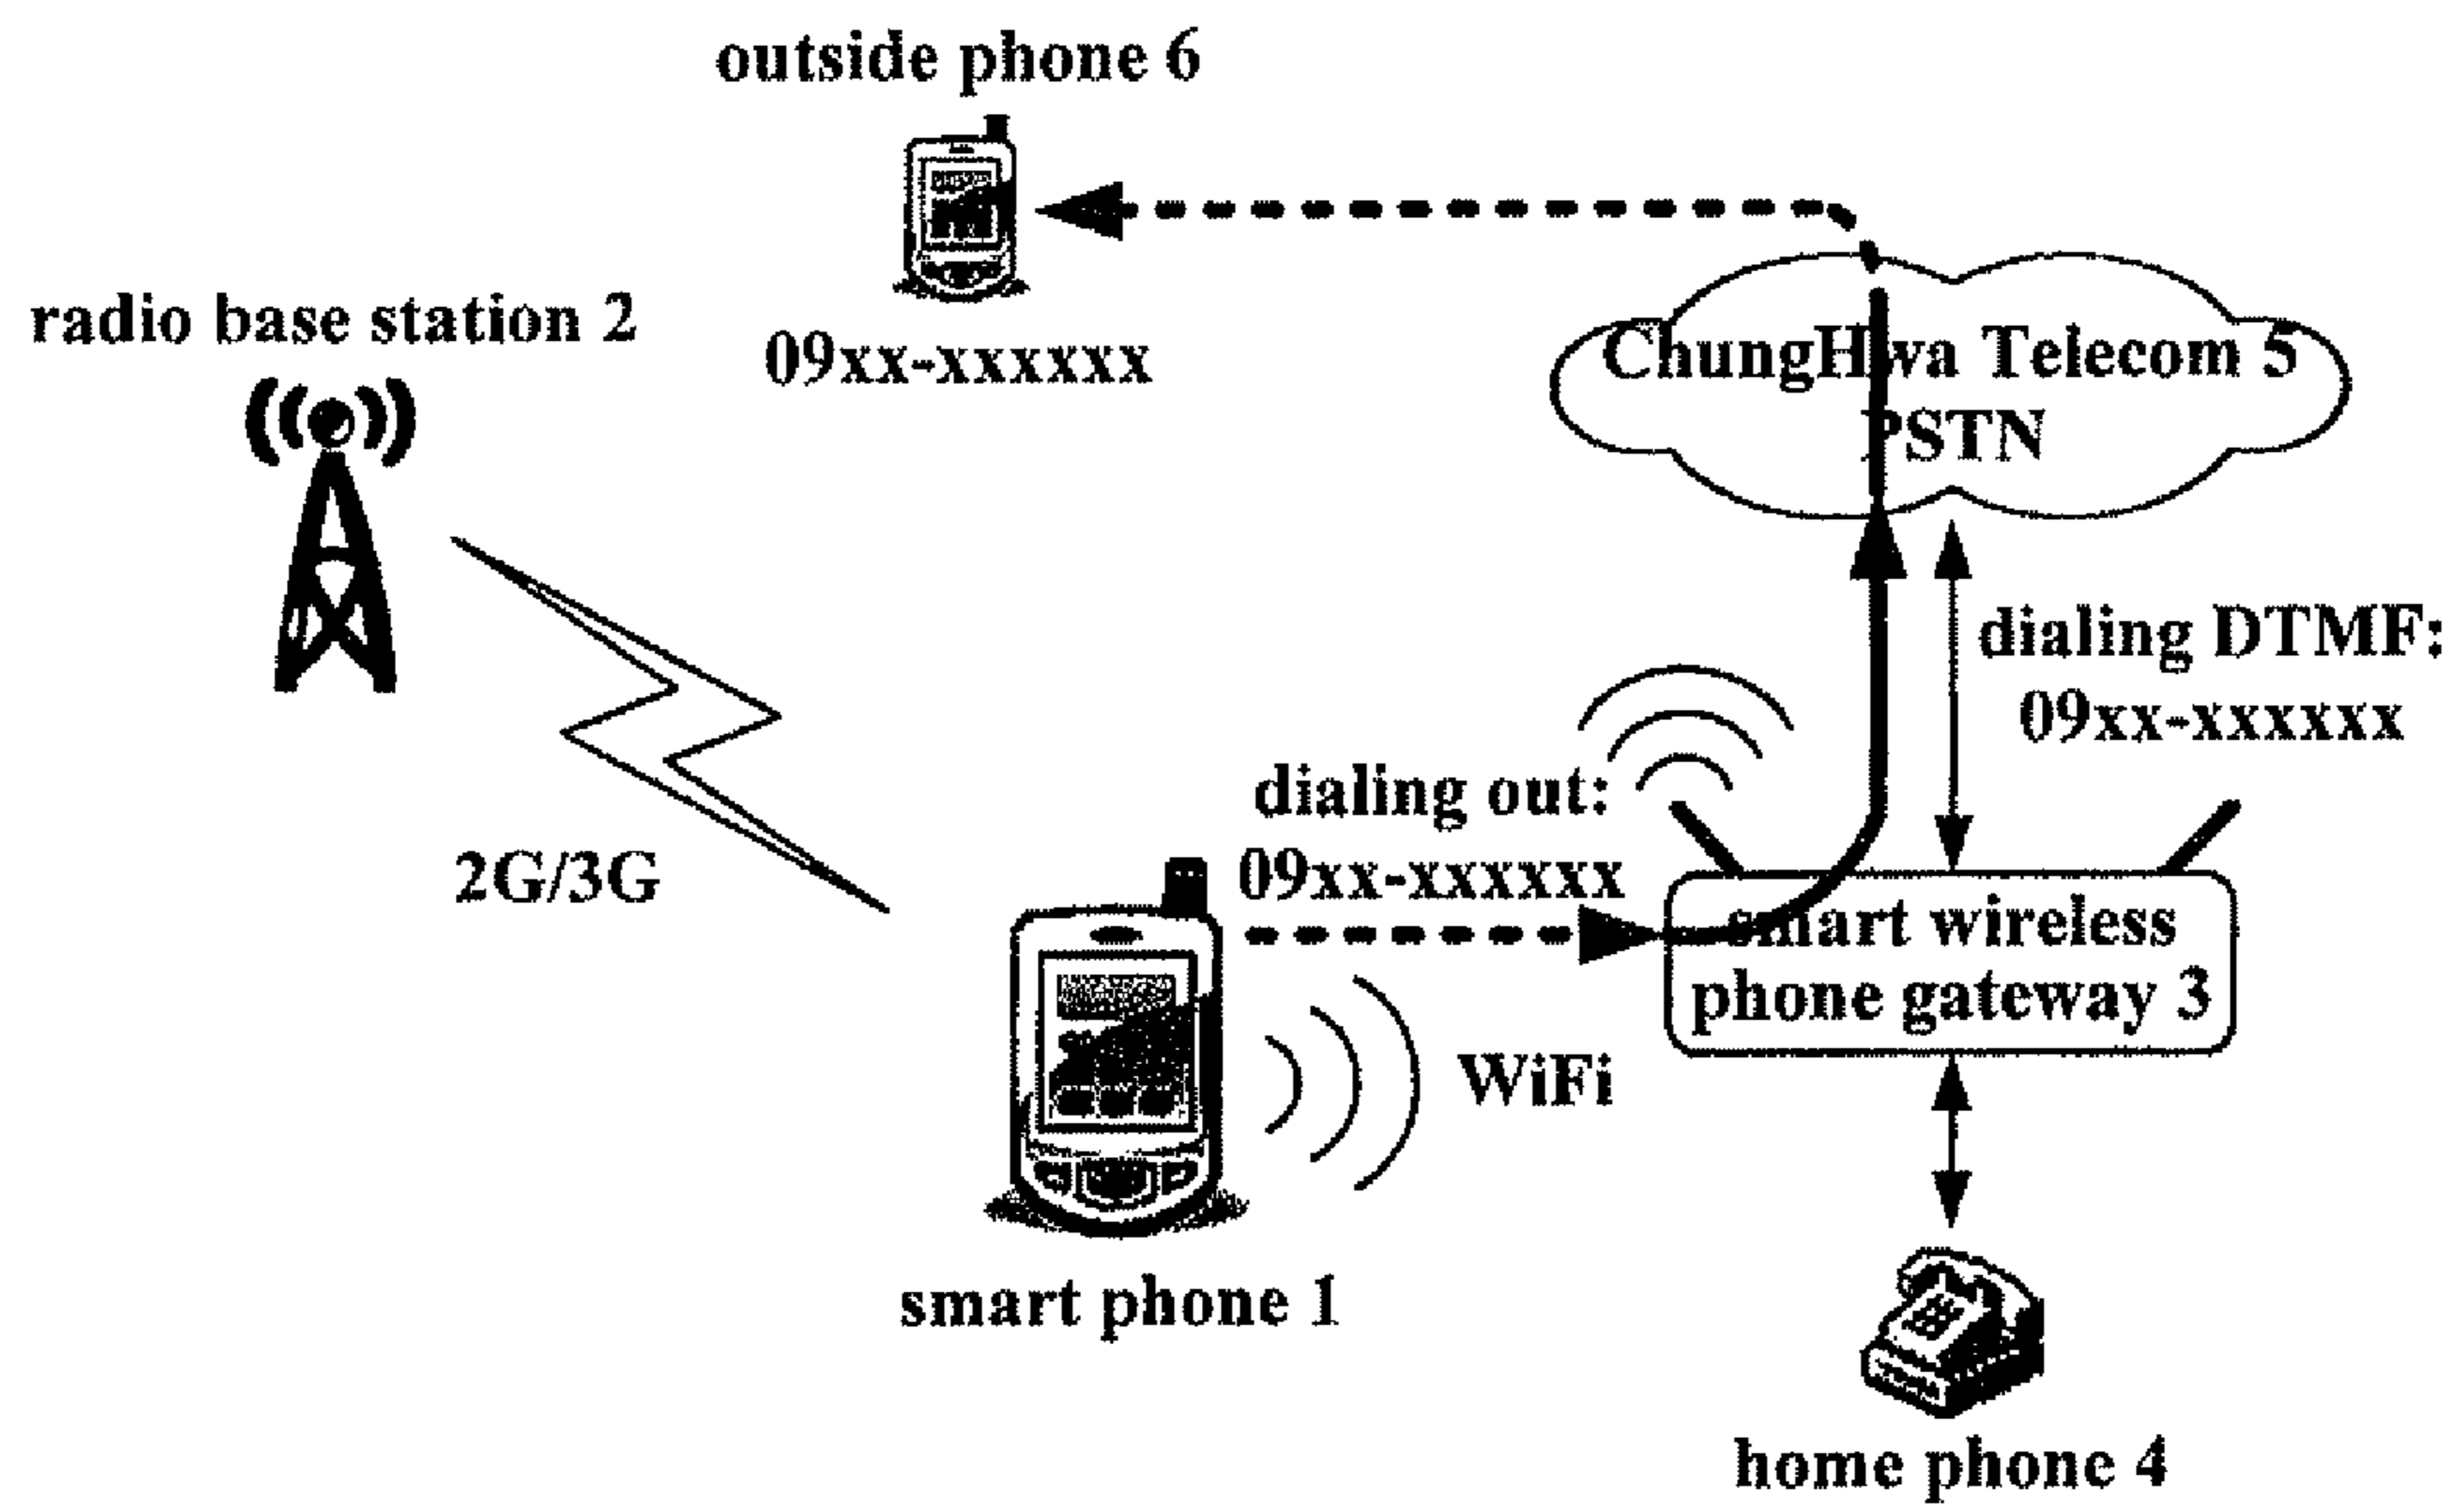 outside phone 6
09xx-xxxxxx
radio base station 2
ChungHwa Telecom 5
PSTN
dialing DTMF:
09xx-xxxxxx
dialing out:
09xx-xxxxxx
2G/3G
smart wireless
phone gateway 3
WiFi
smart phone 1
home phone 4